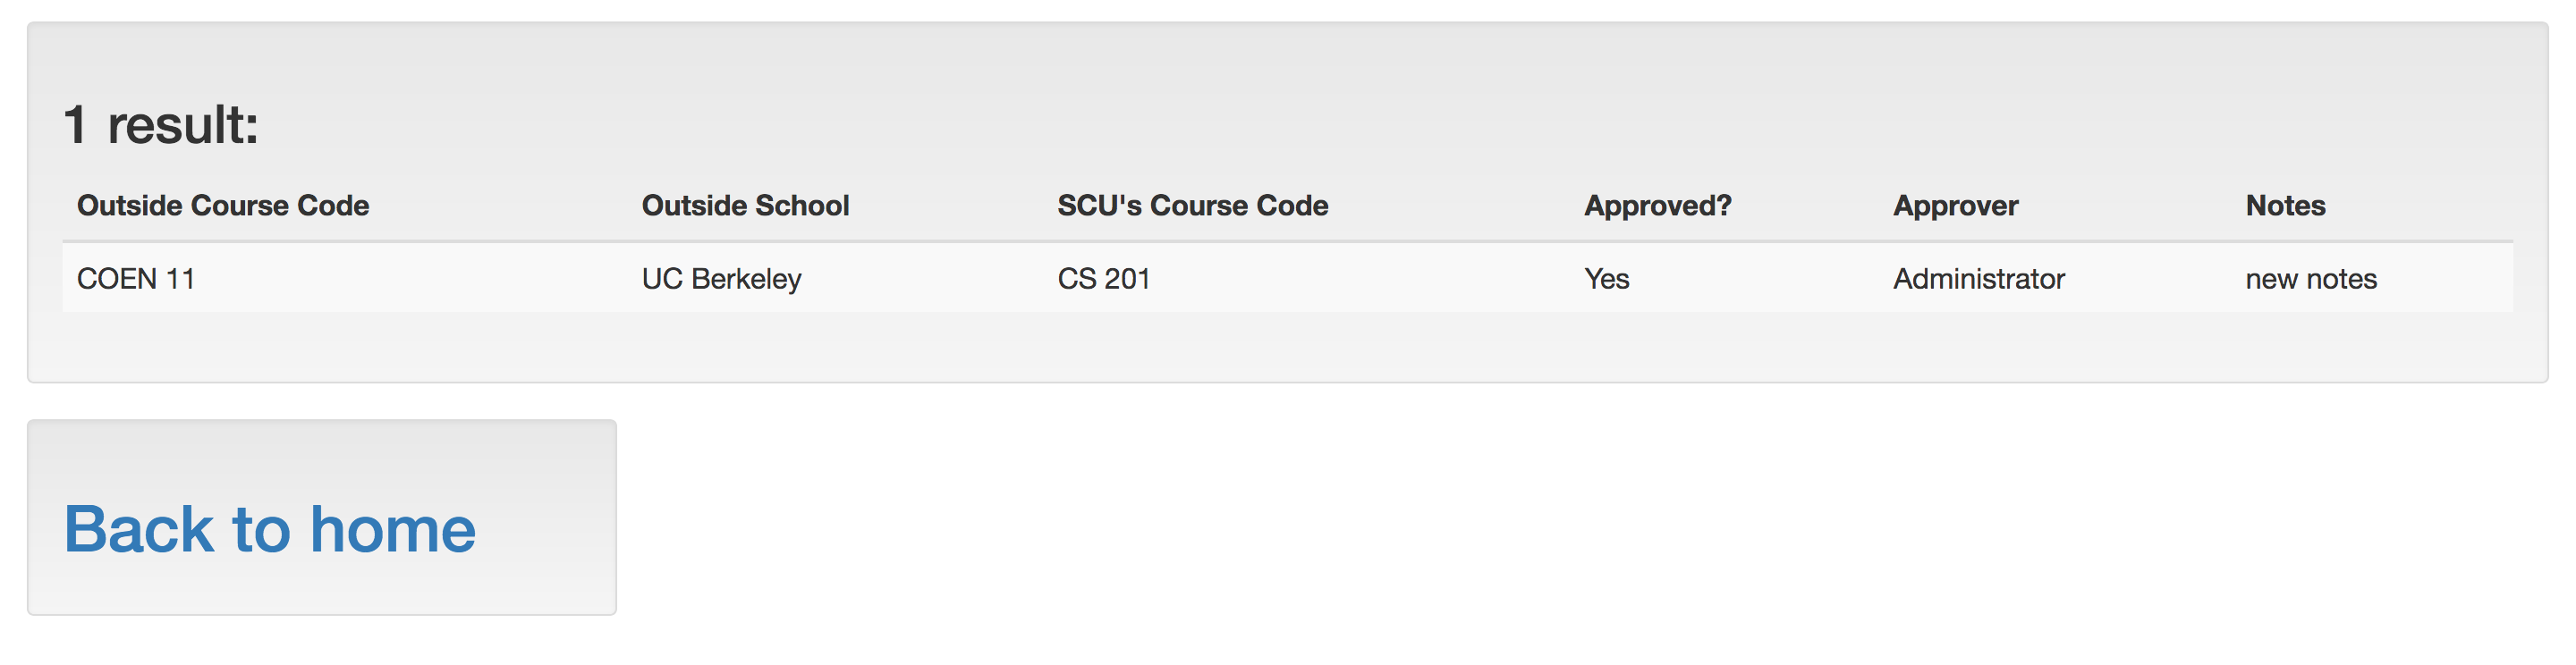 1 result:
Outside Course Code Outside School SCU's Course Code Approved? Approver Notes
COEN 11 UC Berkeley CS 201 Yes Administrator new notes
Back to home